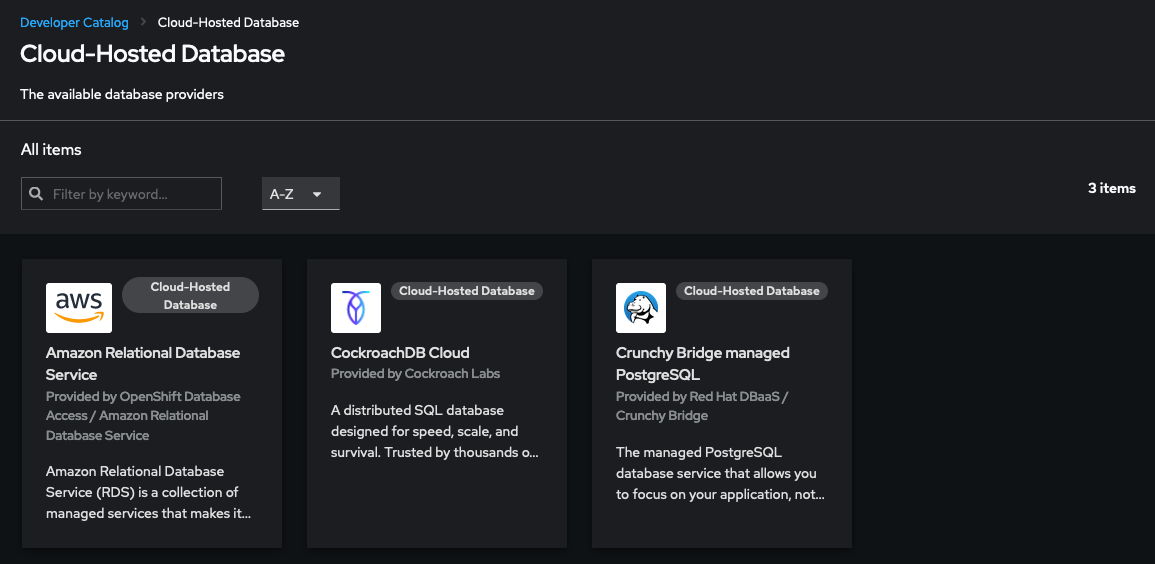 Developer Catalog > Cloud-Hosted Database
Cloud-Hosted Database
The available database providers
All items
Filter by keyword...
A-Z
3 items
aws
Cloud-Hosted
Database
Amazon Relational Database
Service
Provided by OpenShift Database
Access / Amazon Relational
Database Service
Amazon Relational Database
Service (RDS) is a collection of
managed services that makes it...
Cloud-Hosted Database
CockroachDB Cloud
Provided by Cockroach Labs
A distributed SQL database
designed for speed, scale, and
survival. Trusted by thousands o...
Cloud-Hosted Database
Crunchy Bridge managed
PostgreSQL
Provided by Red Hat DBaaS /
Crunchy Bridge
The managed PostgreSQL
database service that allows you
to focus on your application, not...